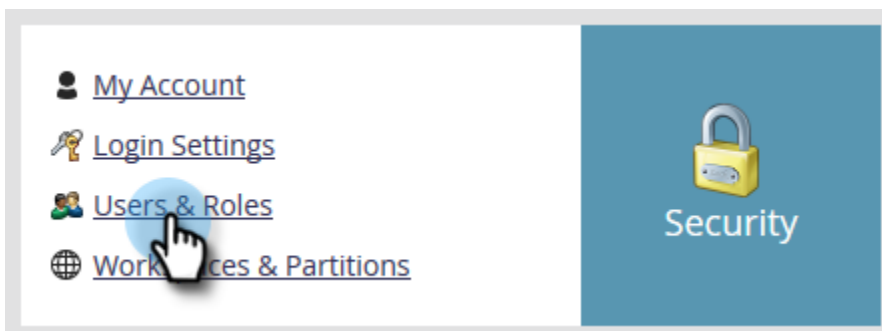 My Account
Login Settings
Users & Roles
& Partitions
Security